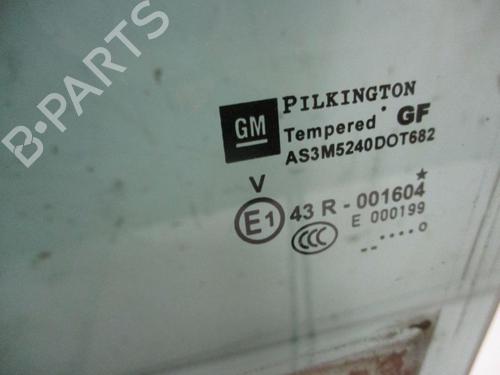 B-PARTS
GM
PILKINGTON
Tempered GF
AS3M5240DOT682
V
E1
43 R - 001604
E 000199
CCC